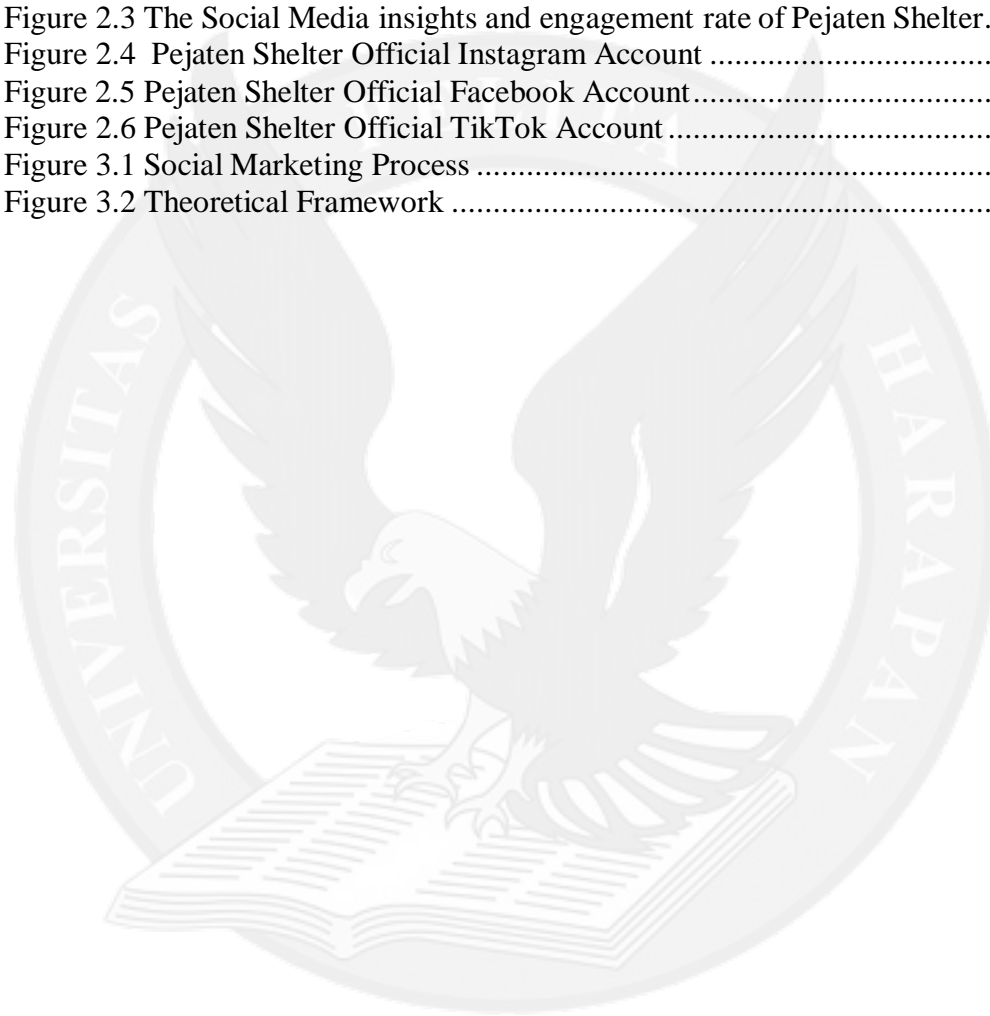 Figure 2.3 The Social Media insights and engagement rate of Pejaten Shelter.
Figure 2.4 Pejaten Shelter Official Instagram Account ..................................
Figure 2.5 Pejaten Shelter Official Facebook Account....................................
Figure 2.6 Pejaten Shelter Official TikTok Account.......................................
Figure 3.1 Social Marketing Process ..............................................................
Figure 3.2 Theoretical Framework .................................................................
UNIVERSITAS
HARAPAN